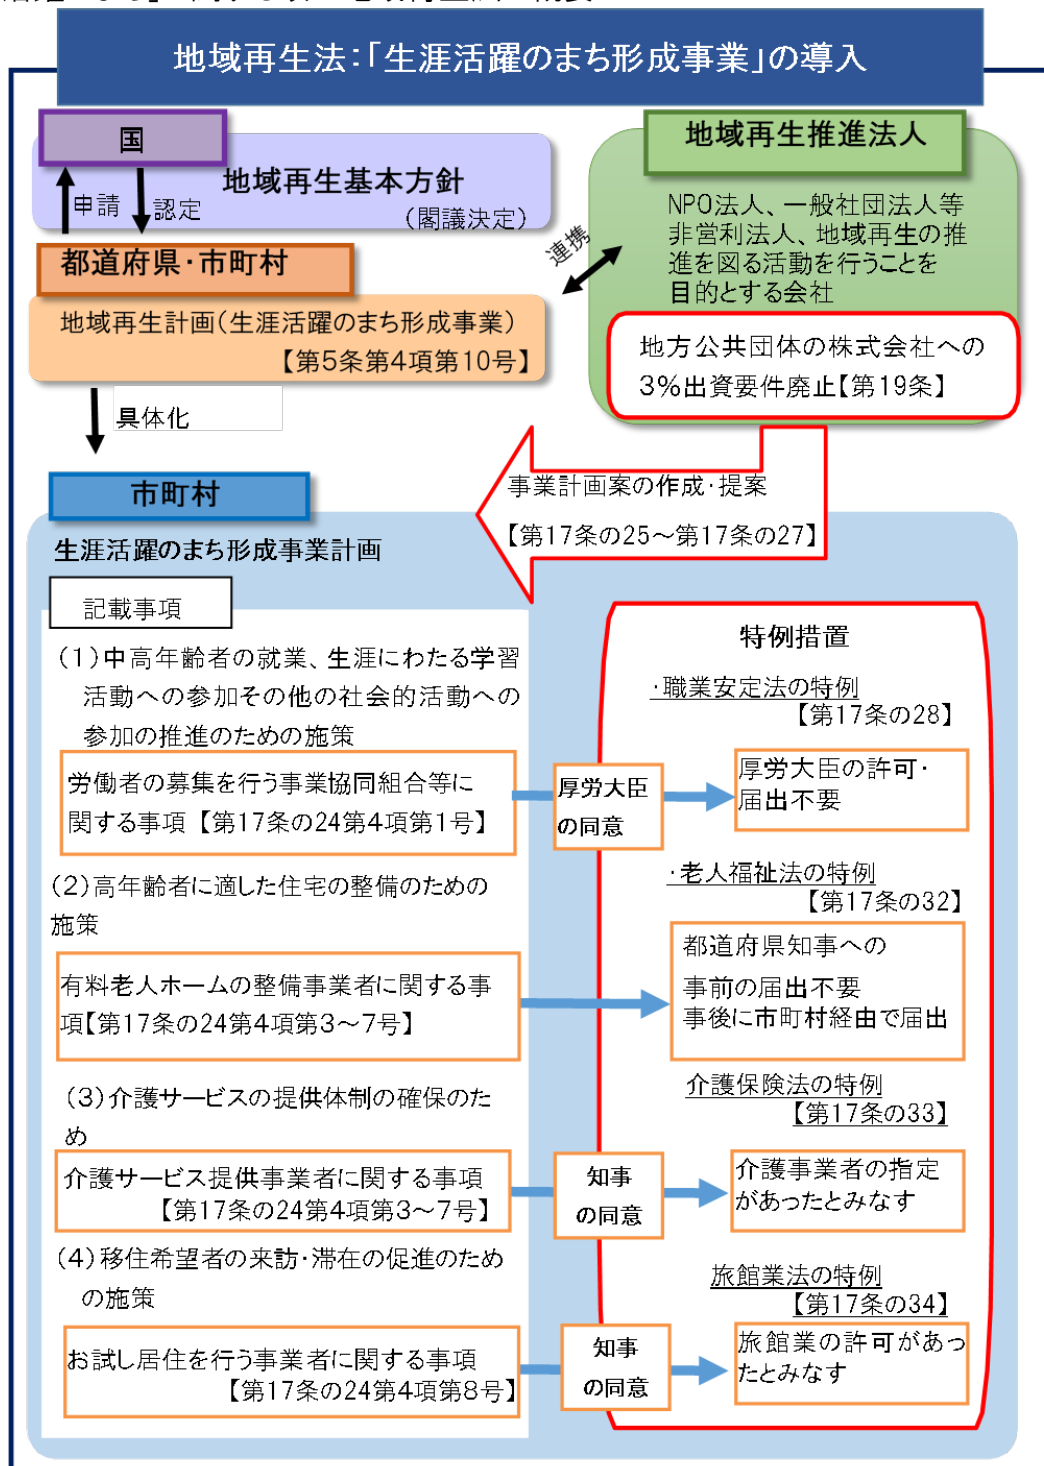 地域再生法：「生涯活躍のまち形成事業」の導入
国
地域再生基本方針
（閣議決定）
申請
認定
都道府県・市町村
地域再生計画（生涯活躍のまち形成事業）
【第5条第4項第10号】
具体化
連携
地域再生推進法人
NPO法人、一般社団法人等
非営利法人、地域再生の推
進を図る活動を行うことを
目的とする会社
地方公共団体の株式会社への
3％出資要件廃止【第19条】
事業計画案の作成・提案
【第17条の25～第17条の27】
市町村
生涯活躍のまち形成事業計画
記載事項
（1）中高年齢者の就業、生涯にわたる学習
活動への参加その他の社会的活動への
参加の推進のための施策
労働者の募集を行う事業協同組合等に
関する事項【第17条の24第4項第1号】
（2）高年齢者に適した住宅の整備のための
施策
有料老人ホームの整備事業者に関する事
項【第17条の24第4項第3～7号】
（3）介護サービスの提供体制の確保のた
め
介護サービス提供事業者に関する事項
【第17条の24第4項第3～7号】
（4）移住希望者の来訪・滞在の促進のため
の施策
お試し居住を行う事業者に関する事項
【第17条の24第4項第8号】
厚労大臣
の同意
知事
の同意
知事
の同意
特例措置
・職業安定法の特例
【第17条の28】
厚労大臣の許可・
届出不要
・老人福祉法の特例
【第17条の32】
都道府県知事への
事前の届出不要
事後に市町村経由で届出
介護保険法の特例
【第17条の33】
介護事業者の指定
があったとみなす
旅館業法の特例
【第17条の34】
旅館業の許可があっ
たとみなす